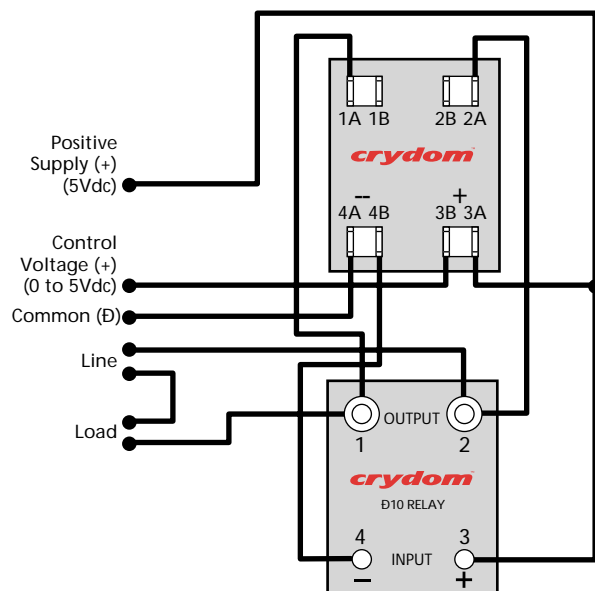 1A 1B
2B 2A
crydom
-- +
4A 4B
3B 3A
Positive
Supply (+)
(5Vdc)
Control
Voltage (+)
(0 to 5Vdc)
Common (Ð)
Line
Load
OUTPUT
1
2
crydom
Ð10 RELAY
4
3
INPUT
– +